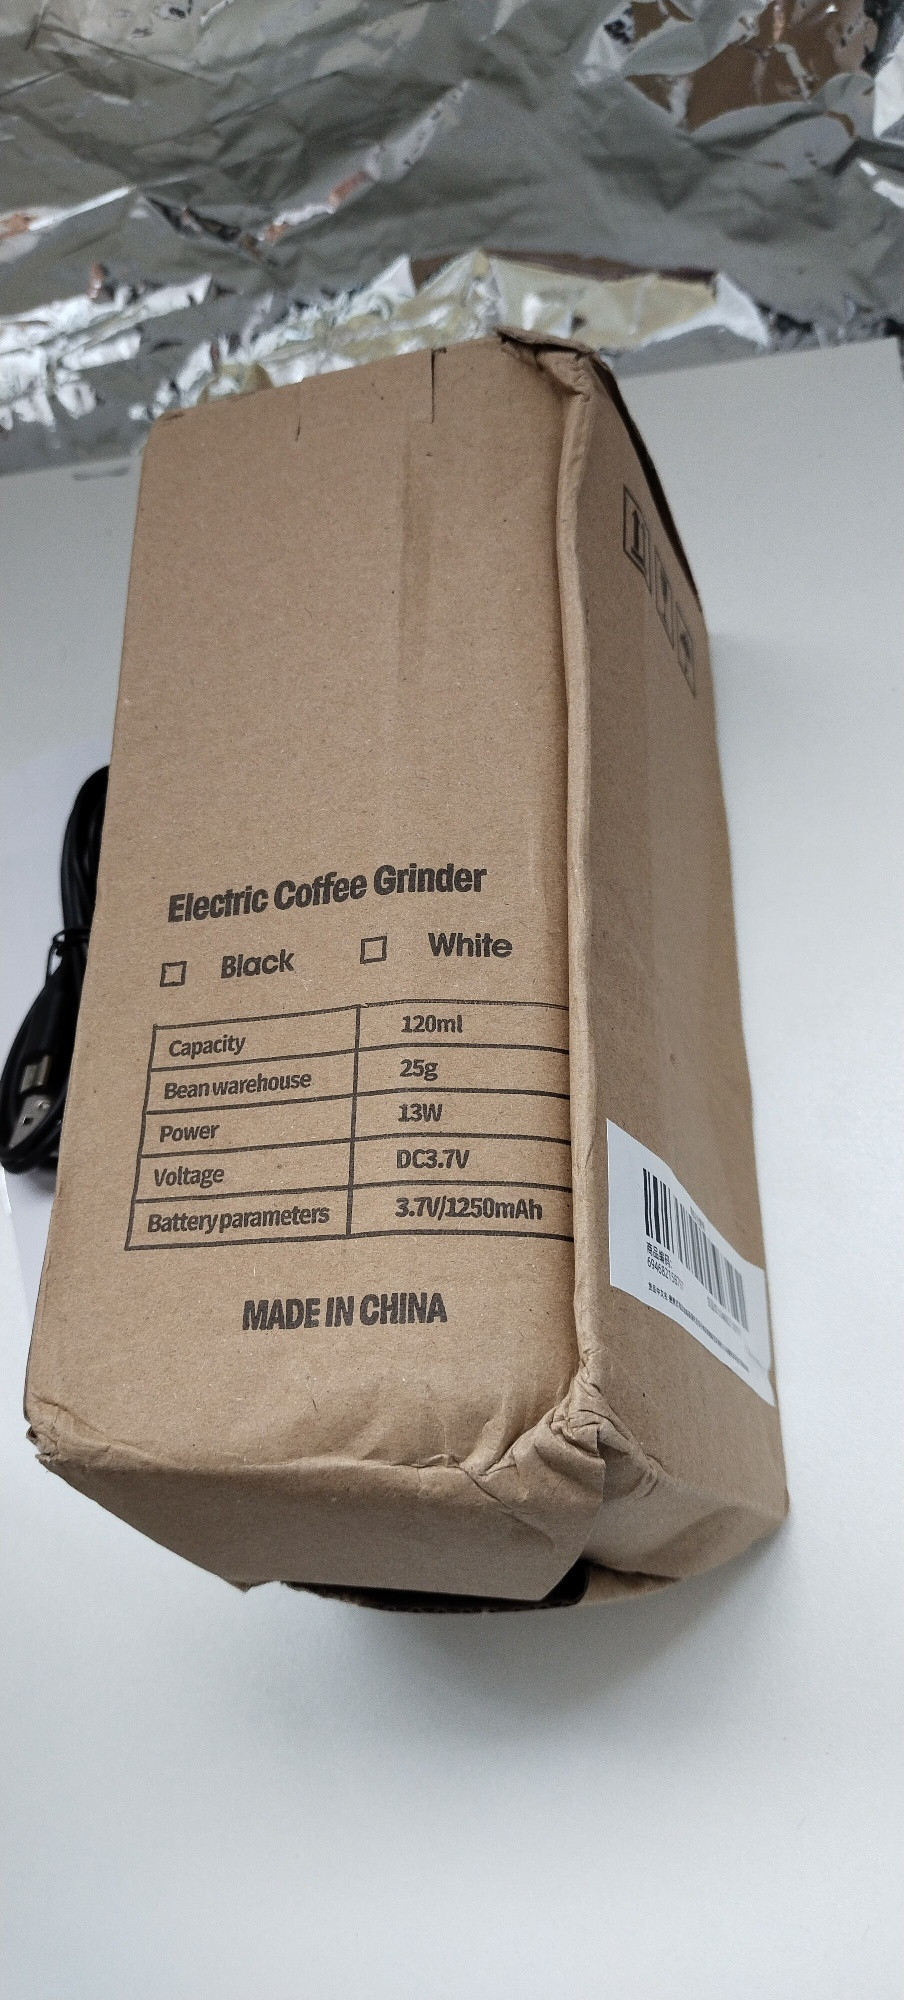 Electric Coffee Grinder
Black White
Capacity 120ml
Bean warehouse 25g
Power 13W
Voltage DC3.7V
Battery parameters 3.7V/1250mAh
MADE IN CHINA
商品编码: